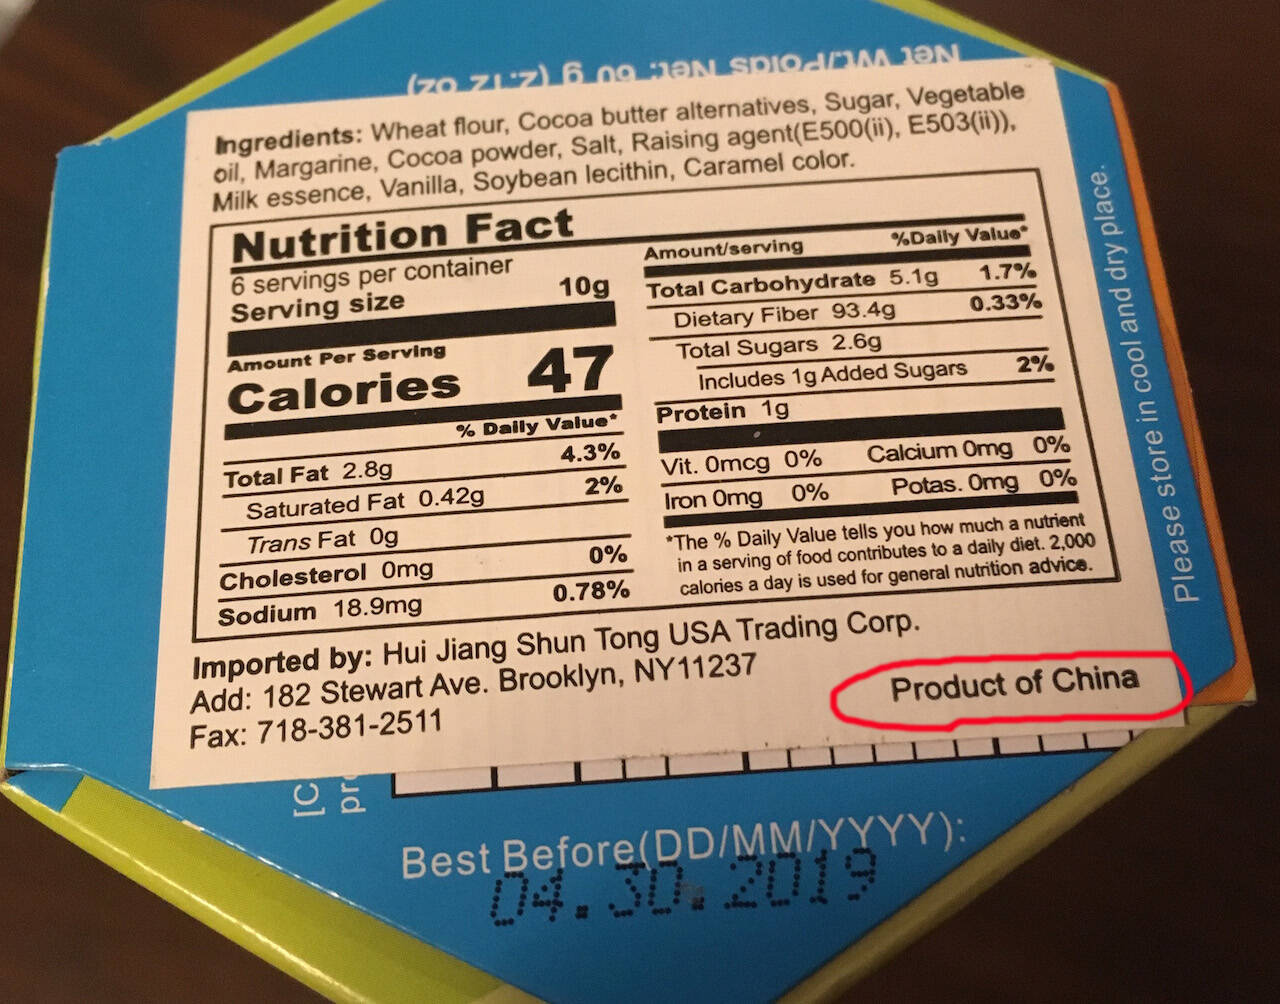 Net Wt./Poids Net: 60 g (2.12 oz)
Ingredients: Wheat flour, Cocoa butter alternatives, Sugar, Vegetable
oil, Margarine, Cocoa powder, Salt, Raising agent(E500(ii), E503(ii)),
Milk essence, Vanilla, Soybean lecithin, Caramel color.
Nutrition Fact
6 servings per container
Serving size 10g
Amount Per Serving
Calories 47
% Daily Value*
Total Fat 2.8g 4.3%
Saturated Fat 0.42g 2%
Trans Fat 0g
Cholesterol 0mg 0%
Sodium 18.9mg 0.78%
Amount/serving %Daily Value*
Total Carbohydrate 5.1g 1.7%
Dietary Fiber 93.4g 0.33%
Total Sugars 2.6g
Includes 1g Added Sugars 2%
Protein 1g
Vit. 0mcg 0% Calcium 0mg 0%
Iron 0mg 0% Potas. 0mg 0%
*The % Daily Value tells you how much a nutrient
in a serving of food contributes to a daily diet. 2,000
calories a day is used for general nutrition advice.
Imported by: Hui Jiang Shun Tong USA Trading Corp.
Add: 182 Stewart Ave. Brooklyn, NY11237
Fax: 718-381-2511
Product of China
Please store in cool and dry place.
[C
pr
Best Before(DD/MM/YYYY):
04.30.2019